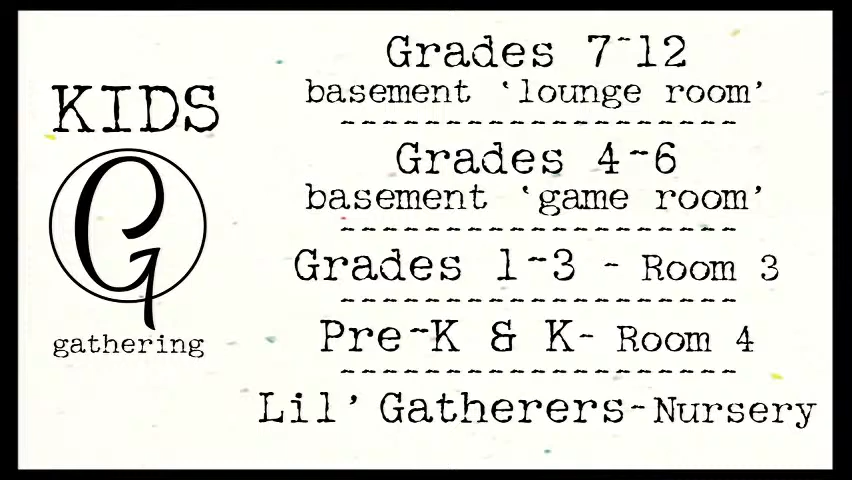 KIDS
G
gathering
Grades 7~12
basement 'lounge room'
~~~~~~~~~~~~~~~~~~~
Grades 4~6
basement 'game room'
~~~~~~~~~~~~~~~~~~~
Grades 1~3 - Room 3
~~~~~~~~~~~~~~~~~~~
Pre~K & K- Room 4
~~~~~~~~~~~~~~~~~~~
Lil' Gatherers-Nursery